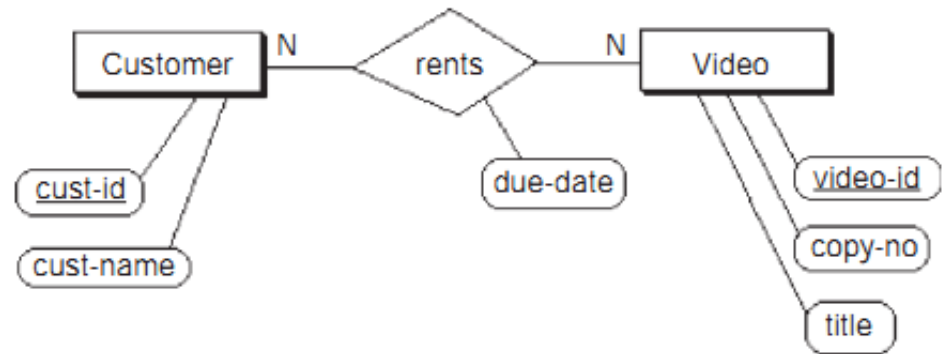 Customer
N
rents
N
Video
cust-id
cust-name
due-date
video-id
copy-no
title